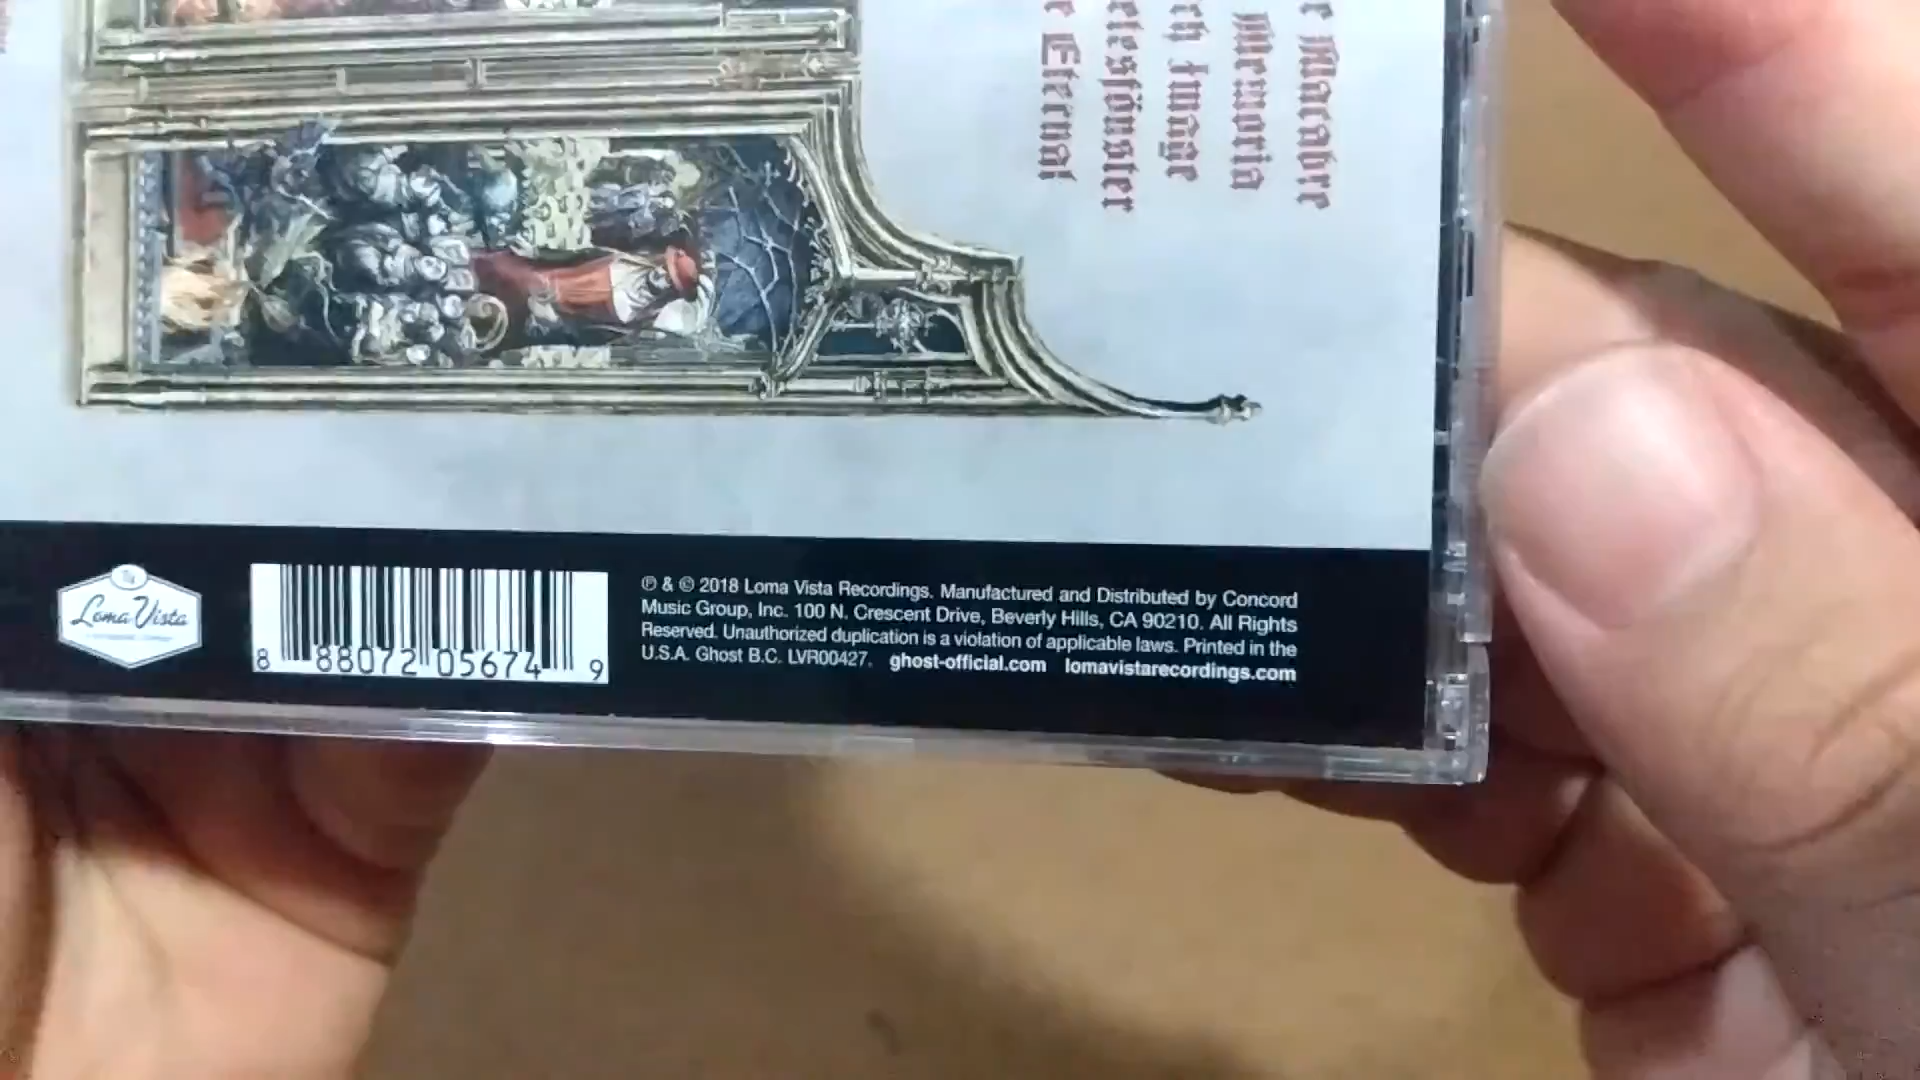 Macabre
Memoria
Image
Eternal
Loma Vista
8 88072 05674 9
℗ & © 2018 Loma Vista Recordings. Manufactured and Distributed by Concord
Music Group, Inc. 100 N. Crescent Drive, Beverly Hills, CA 90210. All Rights
Reserved. Unauthorized duplication is a violation of applicable laws. Printed in the
U.S.A. Ghost B.C. LVR00427. ghost-official.com lomavistarecordings.com